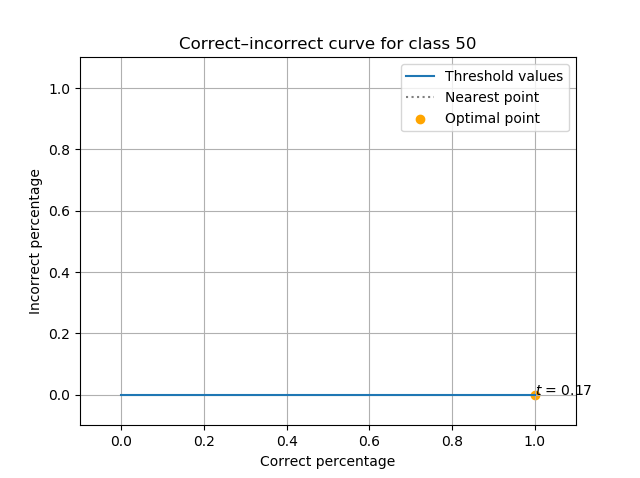 Correct–incorrect curve for class 50
Threshold values
Nearest point
Optimal point
Incorrect percentage
1.0
0.8
0.6
0.4
0.2
0.0
t = 0.17
0.0 0.2 0.4 0.6 0.8 1.0
Correct percentage